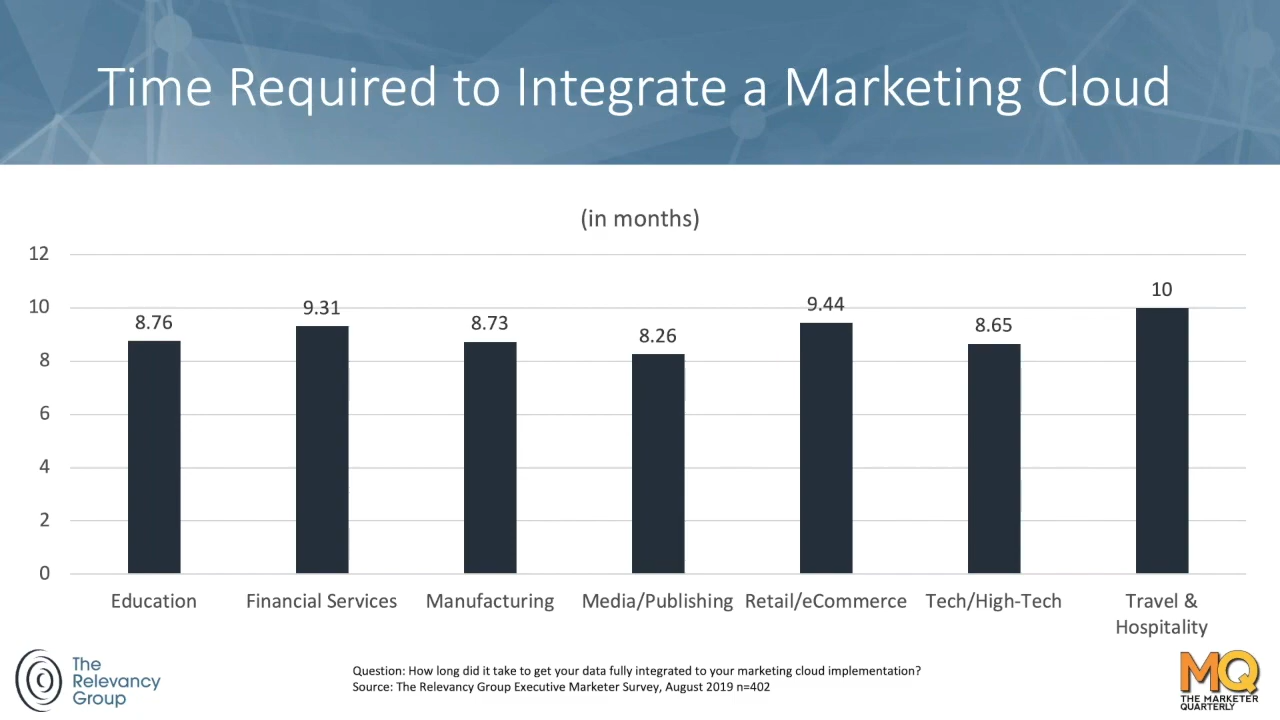 Time Required to Integrate a Marketing Cloud
(in months)
12
10
8
6
4
2
0
8.76
9.31
8.73
8.26
9.44
8.65
10
Education
Financial Services
Manufacturing
Media/Publishing
Retail/eCommerce
Tech/High-Tech
Travel &
Hospitality
The
Relevancy
Group
Question: How long did it take to get your data fully integrated to your marketing cloud implementation?
Source: The Relevancy Group Executive Marketer Survey, August 2019 n=402
MQ
THE MARKETER
QUARTERLY